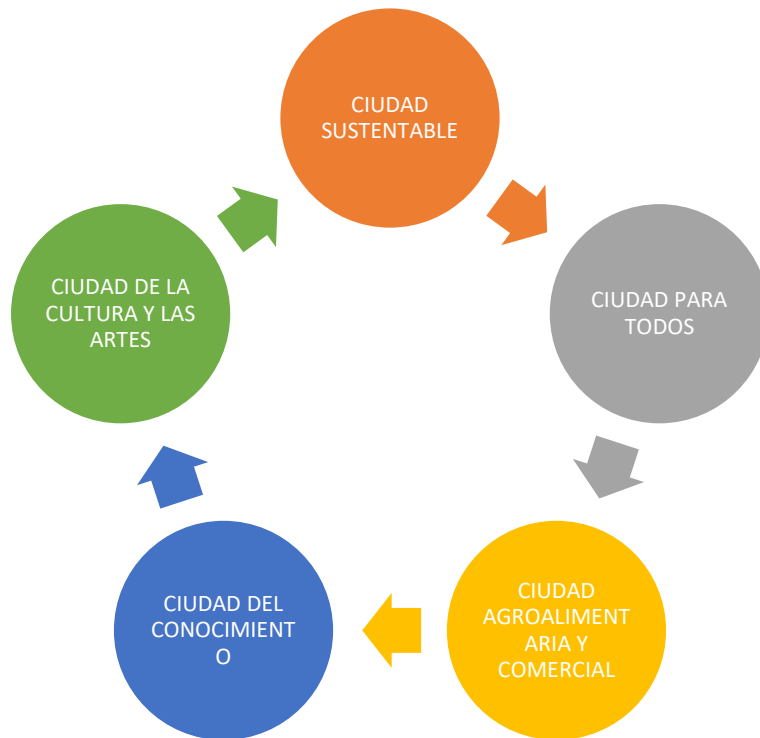 CIUDAD
SUSTENTABLE
CIUDAD PARA
TODOS
CIUDAD
AGROALIMENT
ARIA Y
COMERCIAL
CIUDAD DEL
CONOCIMIENT
O
CIUDAD DE LA
CULTURA Y LAS
ARTES